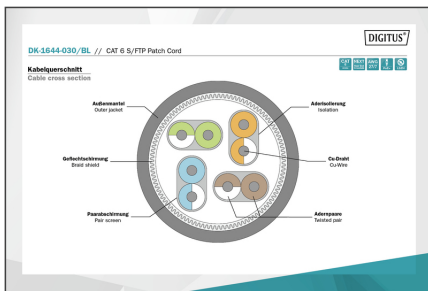 DIGITUS®
DK-1644-030/BL // CAT 6 S/FTP Patch Cord
Kabelquerschnitt
Cable cross section
Außenmantel
Outer jacket
Aderisolierung
Isolation
Geflechtschirmung
Braid shield
Cu-Draht
Cu-Wire
Paarabschirmung
Pair screen
Adernpaare
Twisted pair